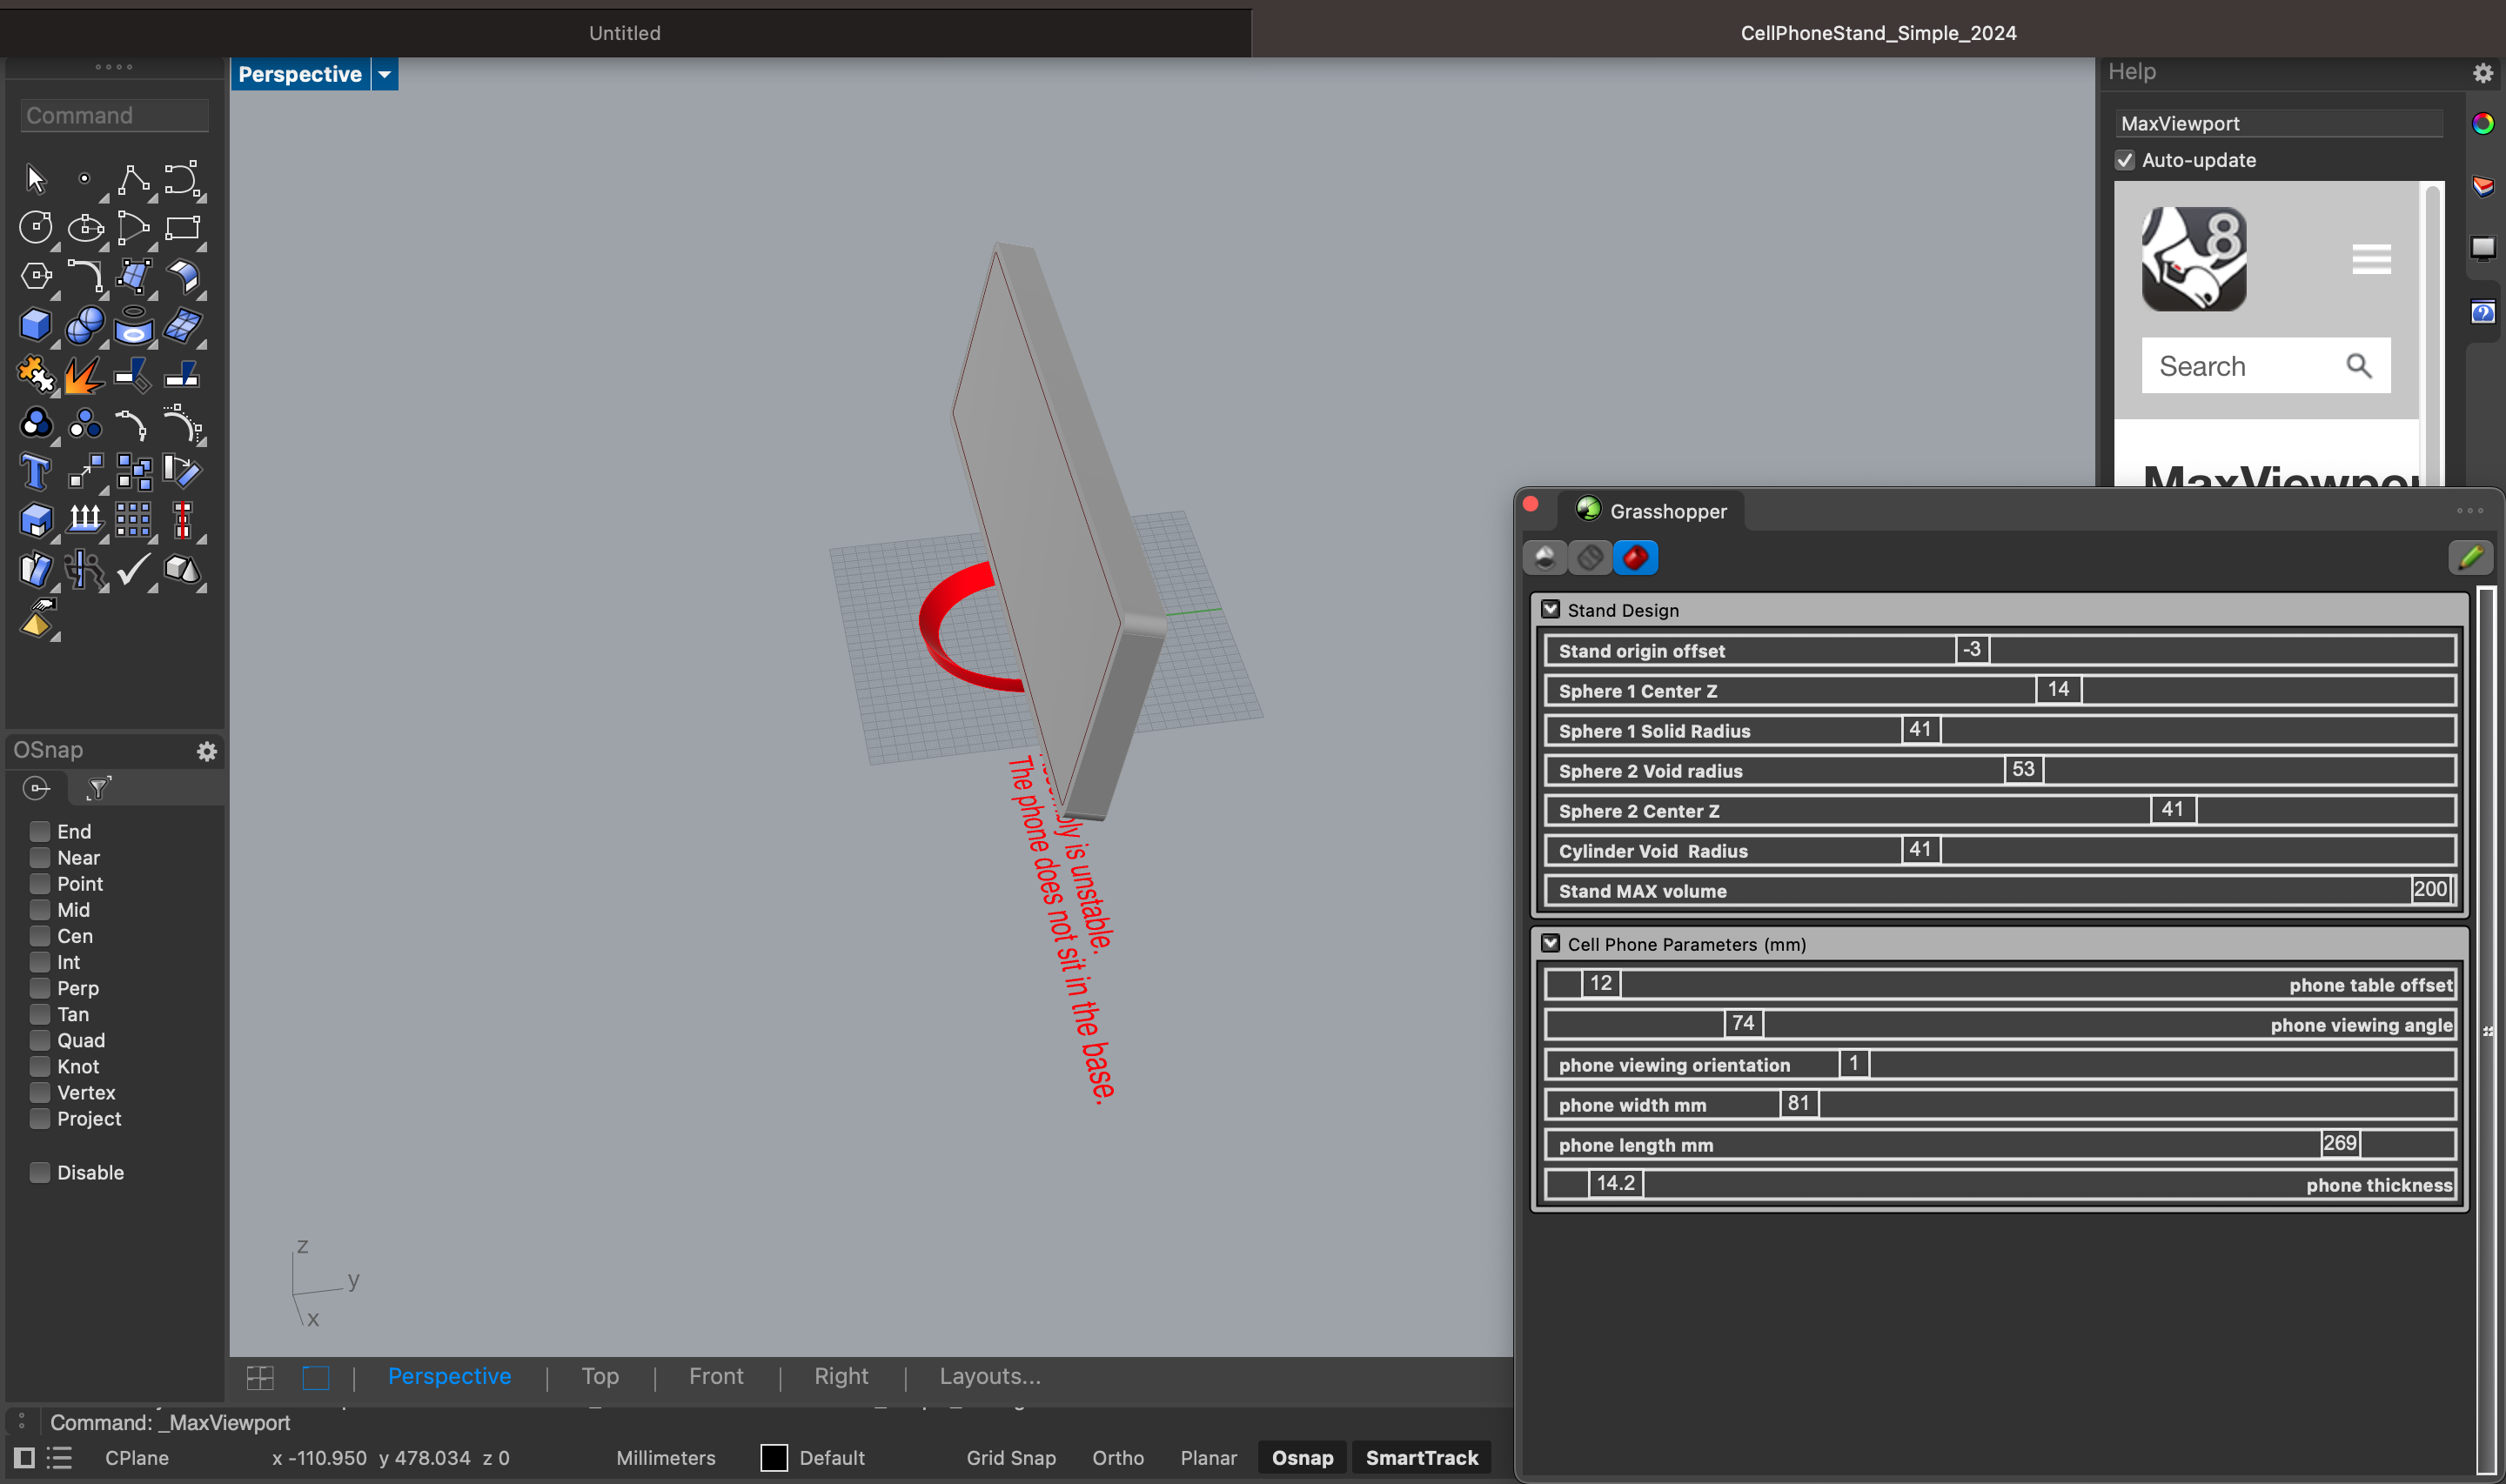 Untitled
CellPhoneStand_Simple_2024
Perspective
Help
Command
MaxViewport
Auto-update
8
Search
MaxViewpor
Grasshopper
Stand Design
Stand origin offset -3
Sphere 1 Center Z 14
Sphere 1 Solid Radius 41
Sphere 2 Void radius 53
Sphere 2 Center Z 41
Cylinder Void Radius 41
Stand MAX volume 200
Cell Phone Parameters (mm)
12 phone table offset
74 phone viewing angle
phone viewing orientation 1
phone width mm 81
phone length mm 269
14.2 phone thickness
is unstable.
The phone does not sit in the base.
OSnap
End
Near
Point
Mid
Cen
Int
Perp
Tan
Quad
Knot
Vertex
Project
Disable
z
y
x
Perspective | Top | Front | Right | Layouts...
Command: _MaxViewport
CPlane x -110.950 y 478.034 z 0 Millimeters Default Grid Snap Ortho Planar Osnap SmartTrack